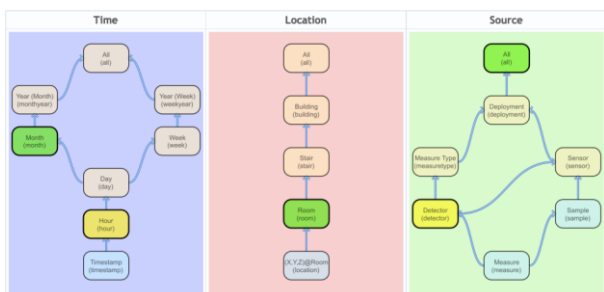 Time
All
(all)
Year (Month)
(monthyear)
Year (Week)
(weekyear)
Month
(month)
Week
(week)
Day
(day)
Hour
(hour)
Timestamp
(timestamp)
Location
All
(all)
Building
(building)
Stair
(stair)
Room
(room)
(X,Y,Z)@Room
(location)
Source
All
(all)
Deployment
(deployment)
Measure Type
(measuretype)
Sensor
(sensor)
Detector
(detector)
Sample
(sample)
Measure
(measure)